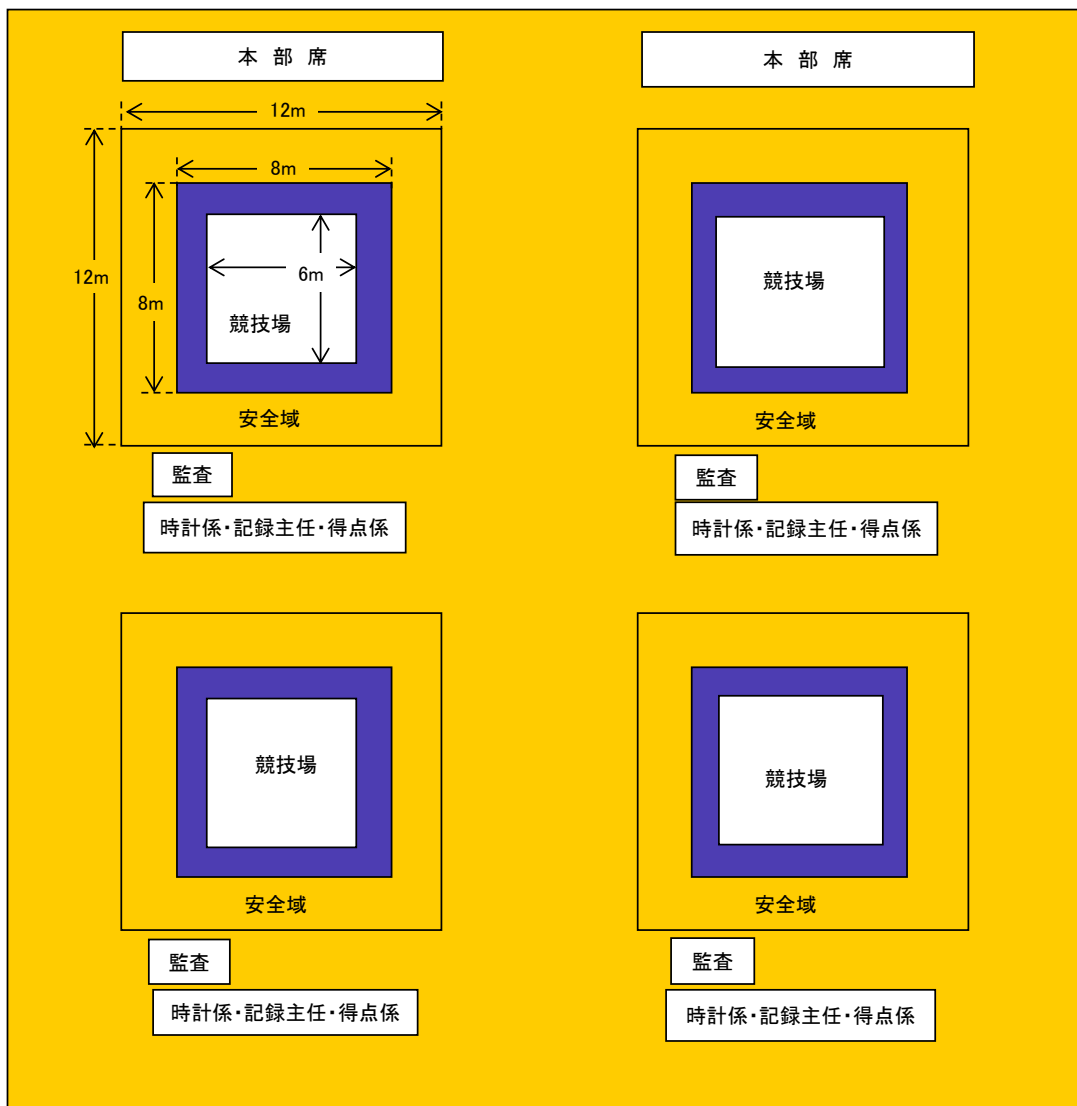 本 部 席
本 部 席
12m
8m
12m
8m
6m
競技場
競技場
安全域
安全域
監査
監査
時計係・記録主任・得点係
時計係・記録主任・得点係
競技場
競技場
安全域
安全域
監査
監査
時計係・記録主任・得点係
時計係・記録主任・得点係